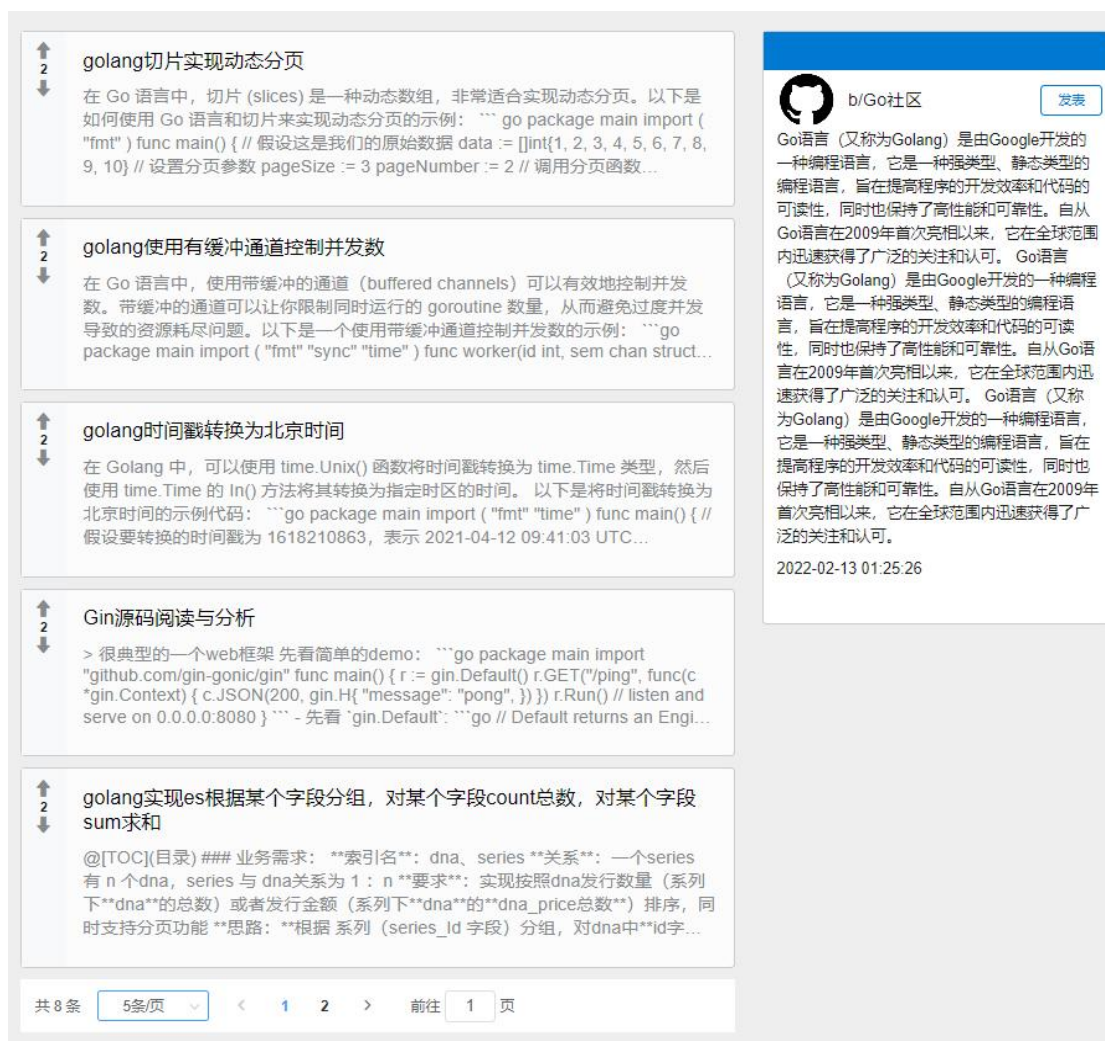 2
golang切片实现动态分页
在 Go 语言中，切片 (slices) 是一种动态数组，非常适合实现动态分页。以下是
如何使用 Go 语言和切片来实现动态分页的示例： ``` go package main import (
"fmt" ) func main() { // 假设这是我们的原始数据 data := []int{1, 2, 3, 4, 5, 6, 7, 8,
9, 10} // 设置分页参数 pageSize := 3 pageNumber := 2 // 调用分页函数...
2
golang使用有缓冲通道控制并发数
在 Go 语言中，使用带缓冲的通道（buffered channels）可以有效地控制并发
数。带缓冲的通道可以让你限制同时运行的 goroutine 数量，从而避免过度并发
导致的资源耗尽问题。以下是一个使用带缓冲通道控制并发数的示例： ```go
package main import ( "fmt" "sync" "time" ) func worker(id int, sem chan struct...
2
golang时间戳转换为北京时间
在 Golang 中，可以使用 time.Unix() 函数将时间戳转换为 time.Time 类型，然后
使用 time.Time 的 In() 方法将其转换为指定时区的时间。 以下是将时间戳转换为
北京时间的示例代码： ```go package main import ( "fmt" "time" ) func main() { //
假设要转换的时间戳为 1618210863，表示 2021-04-12 09:41:03 UTC...
2
Gin源码阅读与分析
> 很典型的一个web框架 先看简单的demo： ```go package main import
"github.com/gin-gonic/gin" func main() { r := gin.Default() r.GET("/ping", func(c
*gin.Context) { c.JSON(200, gin.H{ "message": "pong", }) }) r.Run() // listen and
serve on 0.0.0.0:8080 } ``` - 先看 `gin.Default`: ```go // Default returns an Engi...
2
golang实现es根据某个字段分组，对某个字段count总数，对某个字段
sum求和
@[TOC](目录) ### 业务需求： **索引名**：dna、series **关系**：一个series
有 n 个dna，series 与 dna关系为 1 ：n **要求**：实现按照dna发行数量（系列
下**dna**的总数）或者发行金额（系列下**dna**的**dna_price总数**）排序，同
时支持分页功能 **思路：**根据 系列（series_Id 字段）分组，对dna中**id字...
共 8 条 5条/页 < 1 2 > 前往 1 页
b/Go社区 发表
Go语言（又称为Golang）是由Google开发的
一种编程语言，它是一种强类型、静态类型的
编程语言，旨在提高程序的开发效率和代码的
可读性，同时也保持了高性能和可靠性。自从
Go语言在2009年首次亮相以来，它在全球范围
内迅速获得了广泛的关注和认可。 Go语言
（又称为Golang）是由Google开发的一种编程
语言，它是一种强类型、静态类型的编程语
言，旨在提高程序的开发效率和代码的可读
性，同时也保持了高性能和可靠性。自从Go语
言在2009年首次亮相以来，它在全球范围内迅
速获得了广泛的关注和认可。 Go语言（又称
为Golang）是由Google开发的一种编程语言，
它是一种强类型、静态类型的编程语言，旨在
提高程序的开发效率和代码的可读性，同时也
保持了高性能和可靠性。自从Go语言在2009年
首次亮相以来，它在全球范围内迅速获得了广
泛的关注和认可。
2022-02-13 01:25:26